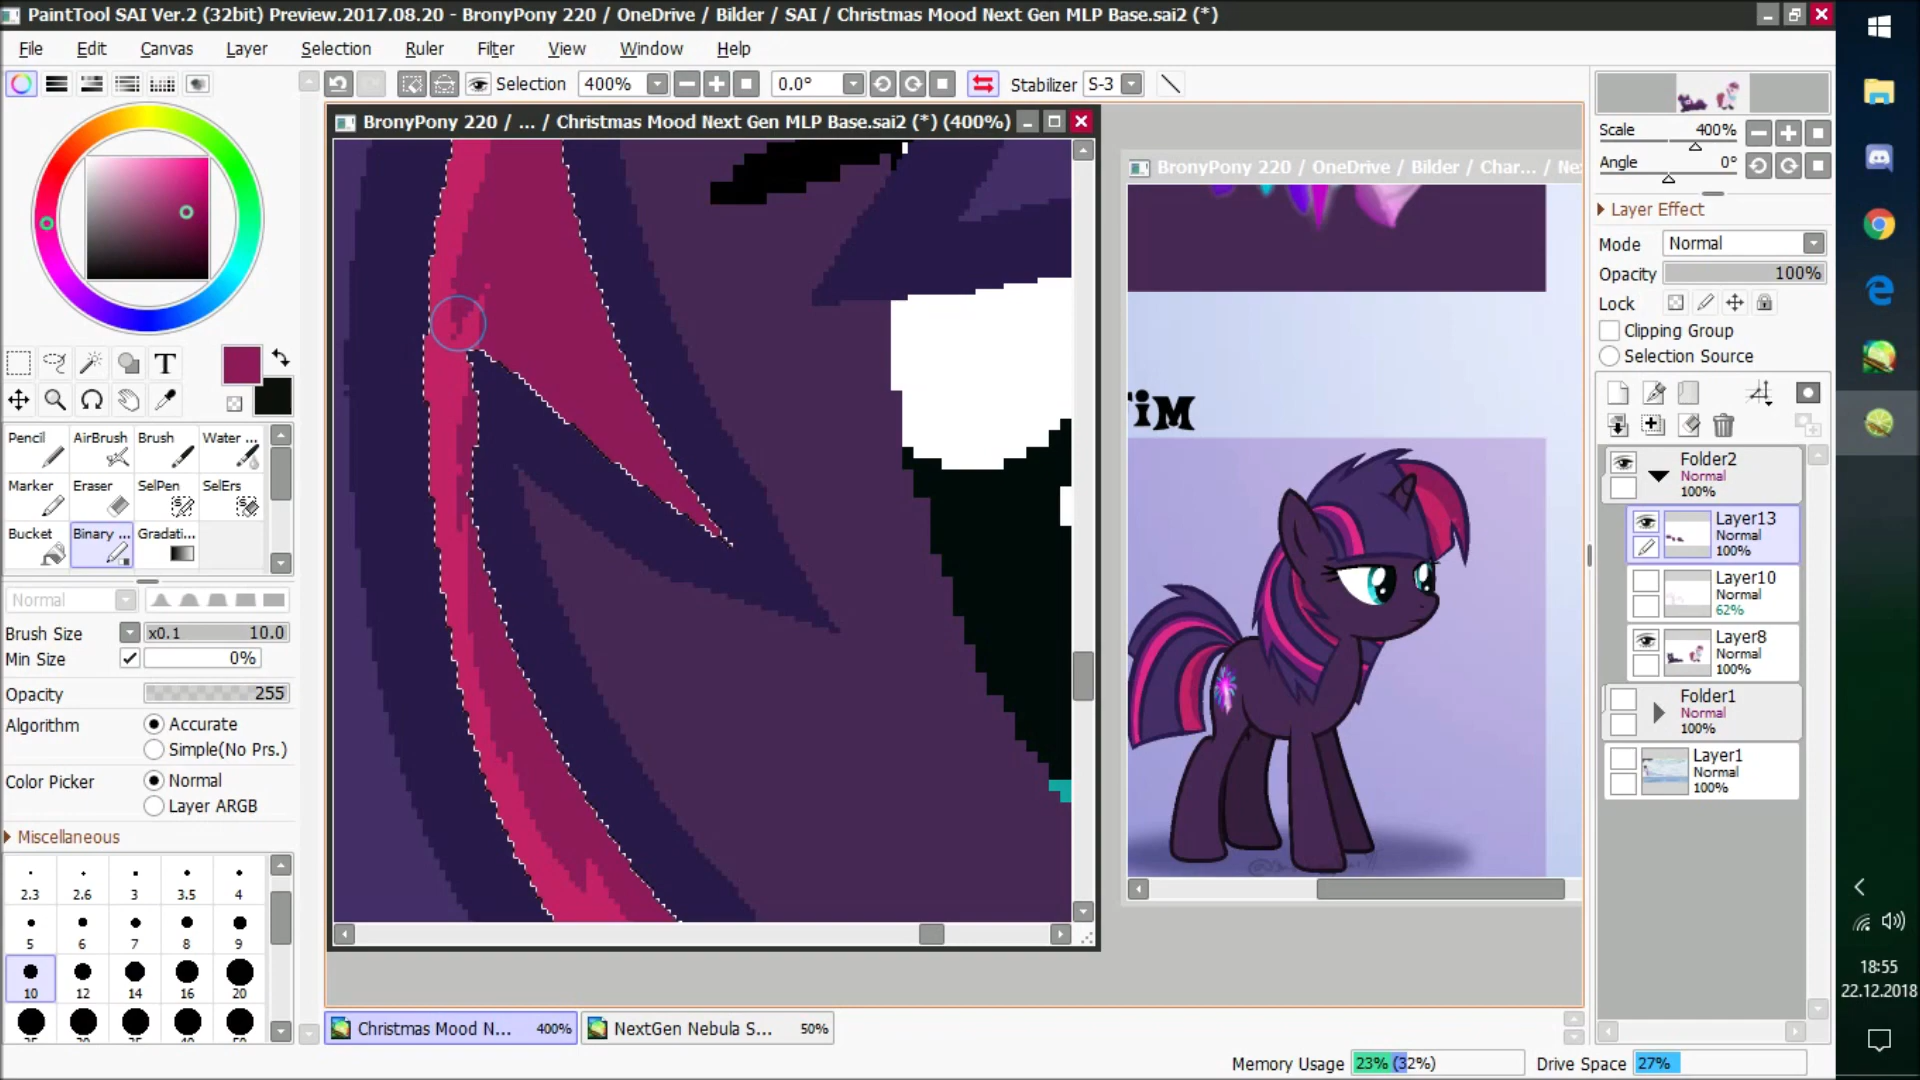 PaintTool SAI Ver.2 (32bit) Preview.2017.08.20 - BronyPony 220 / OneDrive / Bilder / SAI / Christmas Mood Next Gen MLP Base.sai2 (*)
File Edit Canvas Layer Selection Ruler Filter View Window Help
Selection 400% 0.0° Stabilizer S-3
BronyPony 220 / ... / Christmas Mood Next Gen MLP Base.sai2 (*) (400%)
BronyPony 220 / OneDrive / Bilder / Char... / Ne
iM
T
Pencil AirBrush Brush Water ...
Marker Eraser SelPen SelErs
Bucket Binary ... Gradati...
Normal
Brush Size x0.1 10.0
Min Size 0%
Opacity 255
Algorithm Accurate
Simple(No Prs.)
Color Picker Normal
Layer ARGB
Miscellaneous
2.3 2.6 3 3.5 4
5 6 7 8 9
10 12 14 16 20
Christmas Mood N... 400%
NextGen Nebula S... 50%
Memory Usage 23% (32%) Drive Space 27%
Scale 400%
Angle 0°
Layer Effect
Mode Normal
Opacity 100%
Lock
Clipping Group
Selection Source
Folder2
Normal
100%
Layer13
Normal
100%
Layer10
Normal
62%
Layer8
Normal
100%
Folder1
Normal
100%
Layer1
Normal
100%
18:55
22.12.2018